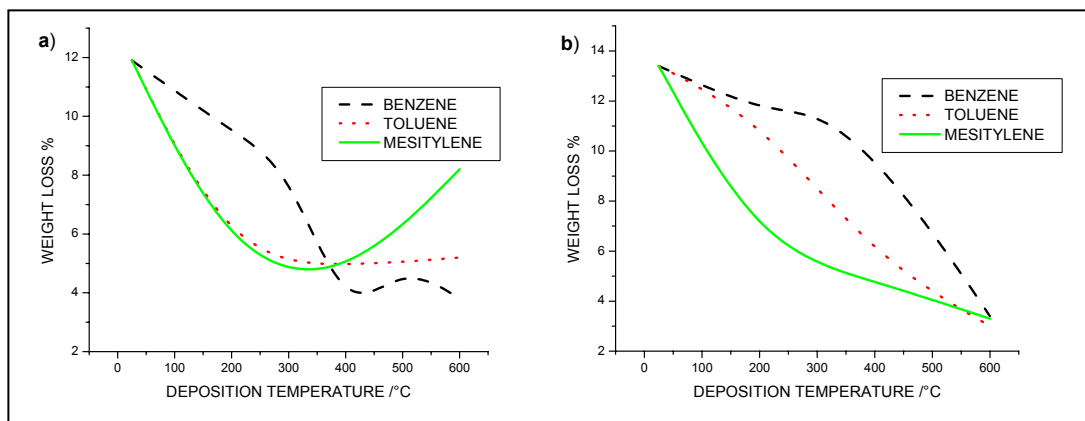 a)
WEIGHT LOSS %
12
10
8
6
4
2
BENZENE
TOLUENE
MESITYLENE
0 100 200 300 400 500 600
DEPOSITION TEMPERATURE /°C
b)
WEIGHT LOSS %
14
12
10
8
6
4
2
BENZENE
TOLUENE
MESITYLENE
0 100 200 300 400 500 600
DEPOSITION TEMPERATURE /°C